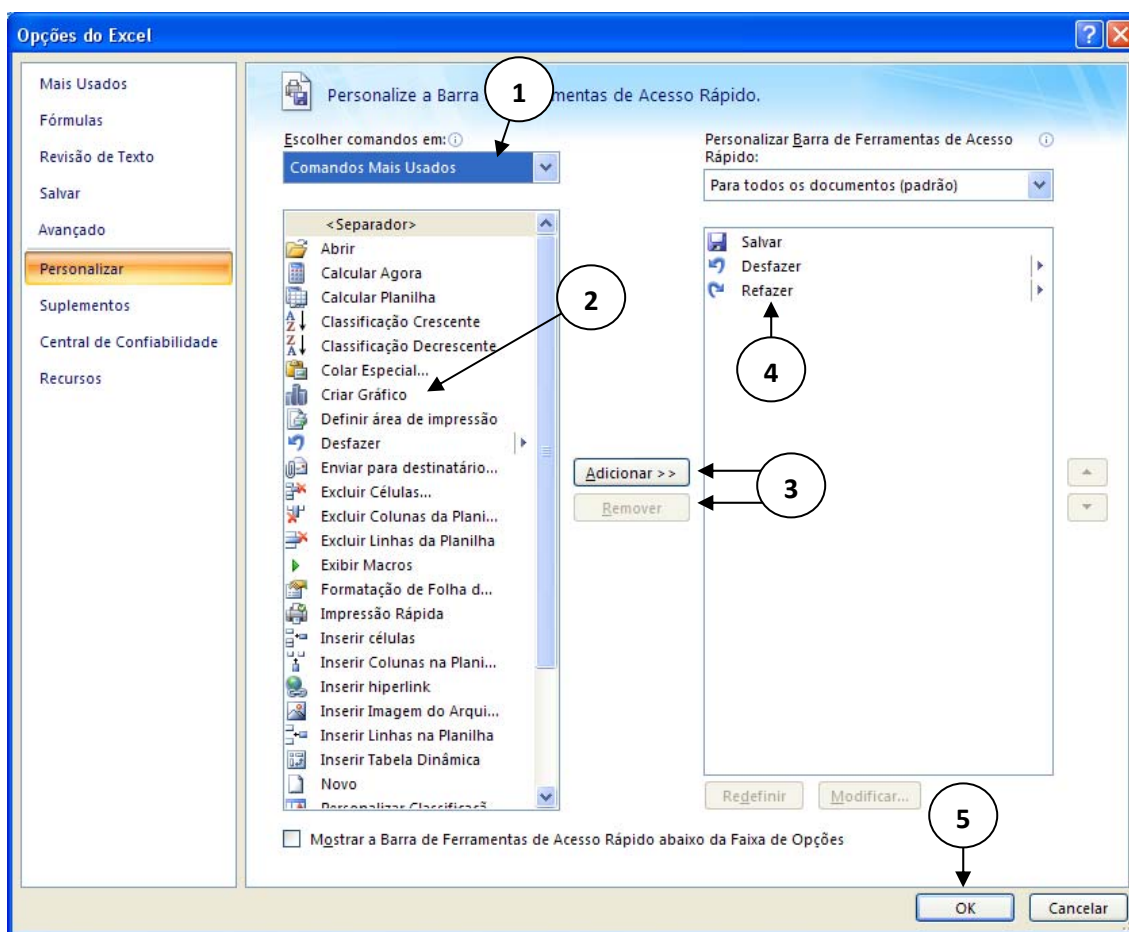 Opções do Excel
Mais Usados
Fórmulas
Revisão de Texto
Salvar
Avançado
Personalizar
Suplementos
Central de Confiabilidade
Recursos
Personalize a Barra mentas de Acesso Rápido.
1
Escolher comandos em:
Comandos Mais Usados
<Separador>
Abrir
Calcular Agora
Calcular Planilha
Classificação Crescente
Classificação Decrescente
Colar Especial...
Criar Gráfico
Definir área de impressão
Desfazer
Enviar para destinatário...
Excluir Células...
Excluir Colunas da Plani...
Excluir Linhas da Planilha
Exibir Macros
Formatação de Folha d...
Impressão Rápida
Inserir células
Inserir Colunas na Plani...
Inserir hiperlink
Inserir Imagem do Arqui...
Inserir Linhas na Planilha
Inserir Tabela Dinâmica
Novo
Personalizar Classificaçã
2
Adicionar >>
Remover
3
Personalizar Barra de Ferramentas de Acesso
Rápido:
Para todos os documentos (padrão)
Salvar
Desfazer
Refazer
4
Redefinir
Modificar...
Mostrar a Barra de Ferramentas de Acesso Rápido abaixo da Faixa de Opções
5
OK
Cancelar